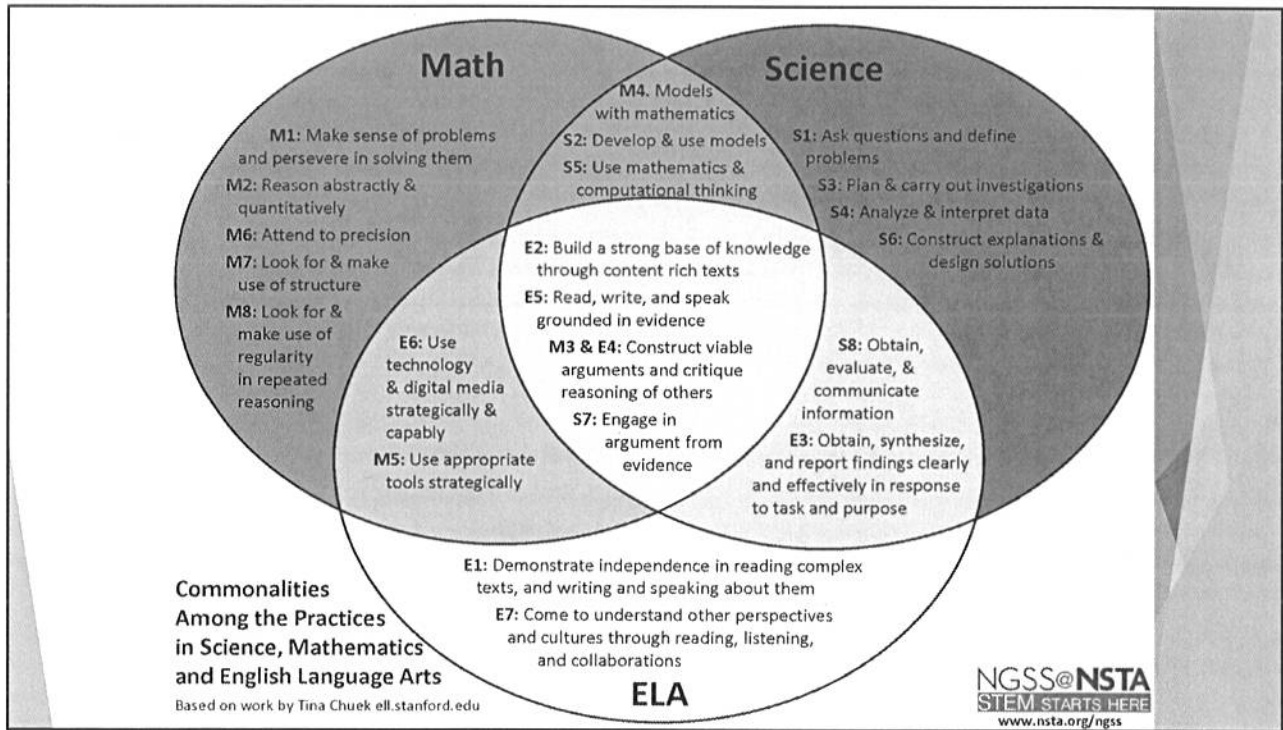 Math
Science
M4. Models
with mathematics
S2: Develop & use models
S5: Use mathematics &
computational thinking
M1: Make sense of problems
and persevere in solving them
M2: Reason abstractly &
quantitatively
M6: Attend to precision
M7: Look for & make
use of structure
M8: Look for &
make use of
regularity
in repeated
reasoning
S1: Ask questions and define
problems
S3: Plan & carry out investigations
S4: Analyze & interpret data
S6: Construct explanations &
design solutions
E2: Build a strong base of knowledge
through content rich texts
E5: Read, write, and speak
grounded in evidence
M3 & E4: Construct viable
arguments and critique
reasoning of others
S7: Engage in
argument from
evidence
E6: Use
technology
& digital media
strategically &
capably
M5: Use appropriate
tools strategically
S8: Obtain,
evaluate, &
communicate
information
E3: Obtain, synthesize,
and report findings clearly
and effectively in response
to task and purpose
E1: Demonstrate independence in reading complex
texts, and writing and speaking about them
E7: Come to understand other perspectives
and cultures through reading, listening,
and collaborations
ELA
Commonalities
Among the Practices
in Science, Mathematics
and English Language Arts
Based on work by Tina Chuek ell.stanford.edu
NGSS@NSTA
STEM STARTS HERE
www.nsta.org/ngss